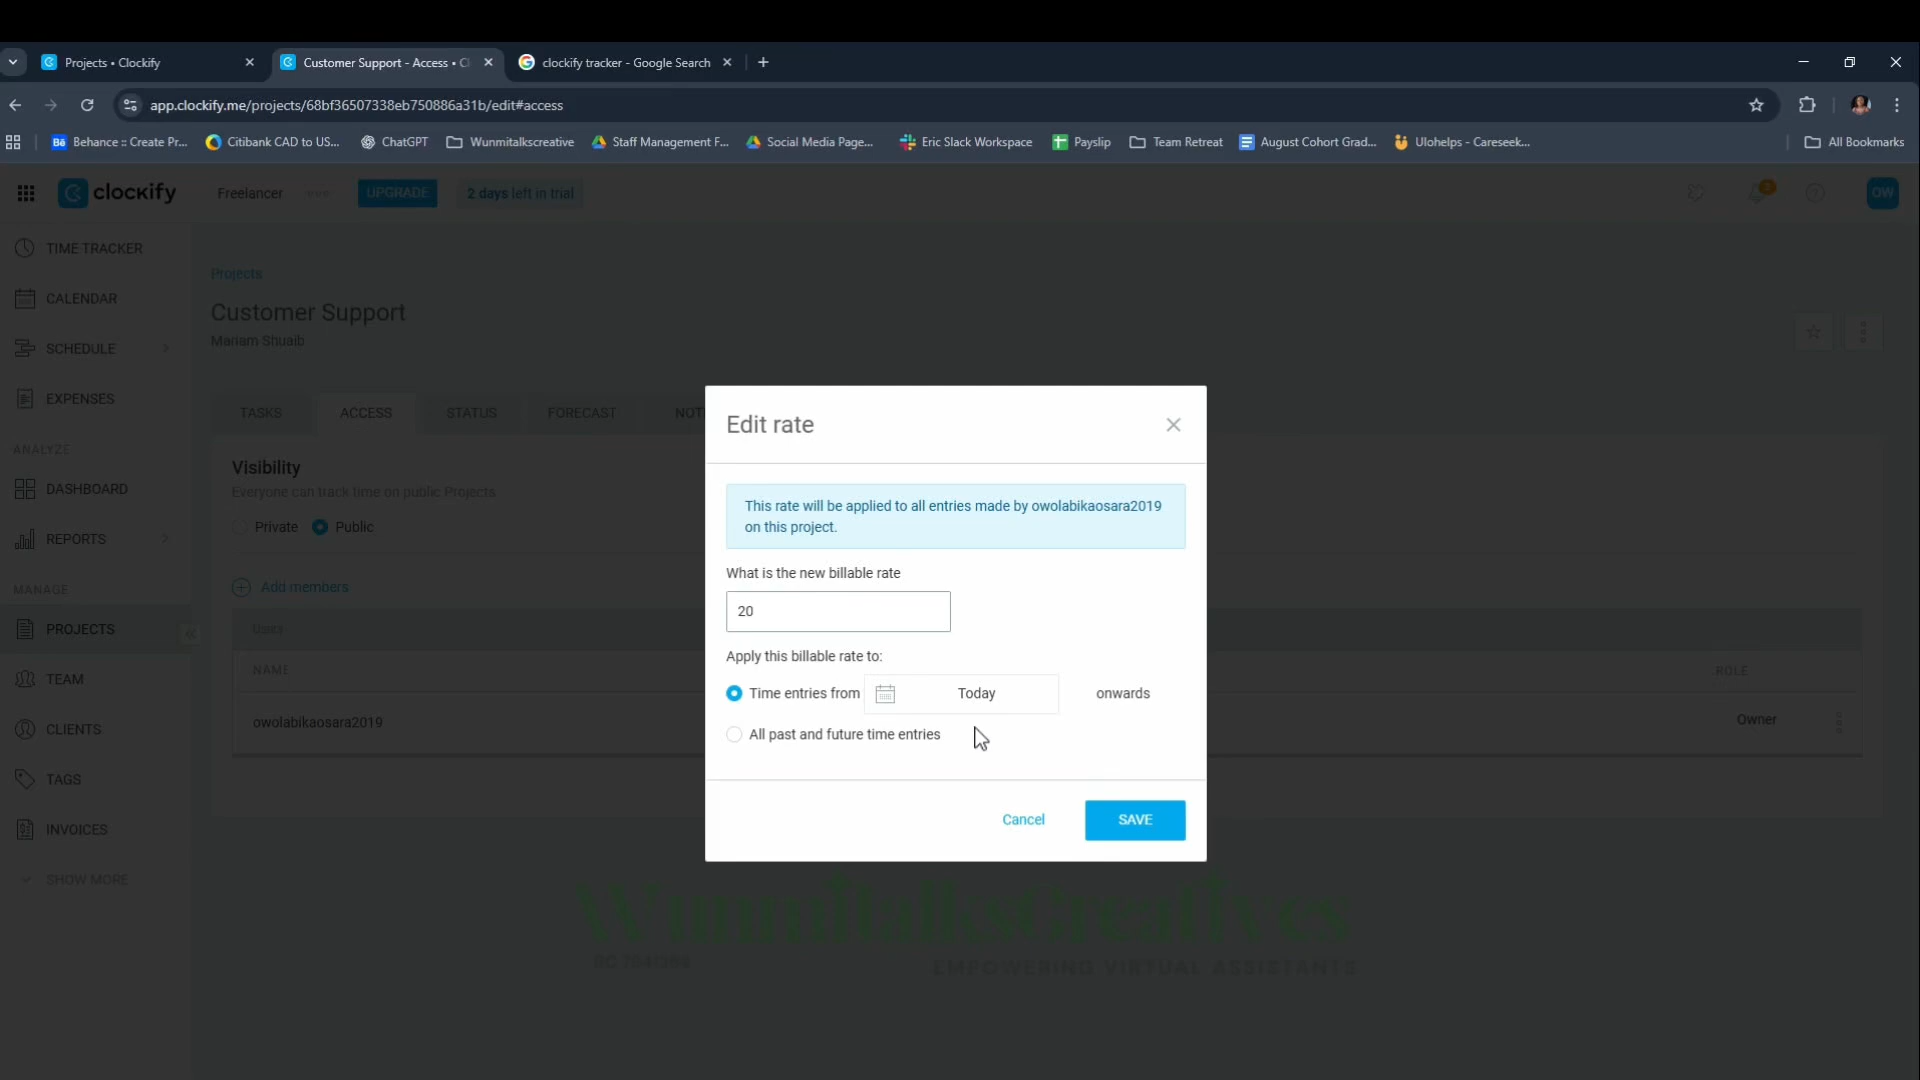 Projects • Clockify
Customer Support - Access • C
clockify tracker - Google Search
app.clockify.me/projects/68bf36507338eb750886a31b/edit#access
Behance :: Create Pr...
Citibank CAD to US...
ChatGPT
Wunmitalkscreative
Staff Management F...
Social Media Page...
Eric Slack Workspace
Payslip
Team Retreat
August Cohort Grad...
Ulohelps - Careseek...
All Bookmarks
clockify
Freelancer
UPGRADE
2 days left in trial
OW
TIME TRACKER
CALENDAR
SCHEDULE
EXPENSES
ANALYZE
DASHBOARD
REPORTS
MANAGE
PROJECTS
TEAM
CLIENTS
TAGS
INVOICES
SHOW MORE
Projects
Customer Support
Mariam Shuaib
TASKS
ACCESS
STATUS
FORECAST
NOT
Visibility
Everyone can track time on public Projects
Private
Public
Add members
NAME
ROLE
owolabikaosara2019
Owner
Edit rate
This rate will be applied to all entries made by owolabikaosara2019
on this project.
What is the new billable rate
20
Apply this billable rate to:
Time entries from
Today
onwards
All past and future time entries
Cancel
SAVE
WunmitalksCreatives
EMPOWERING VIRTUAL ASSISTANTS